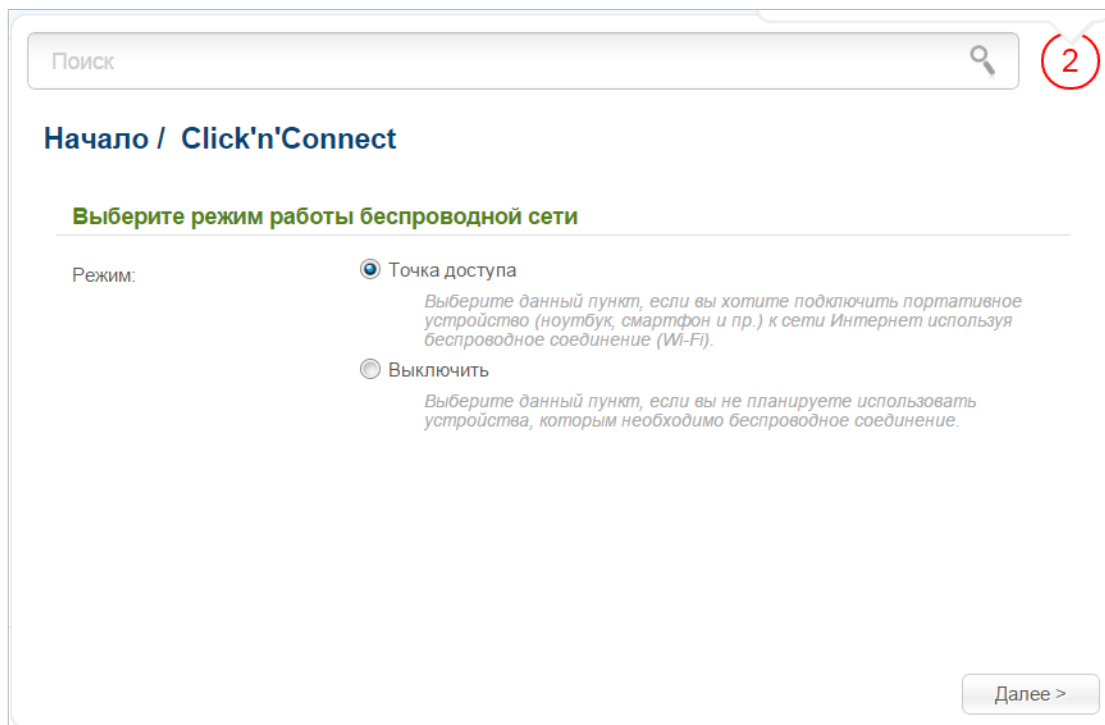 Поиск
2
Начало / Click'n'Connect
Выберите режим работы беспроводной сети
Режим:
Точка доступа
Выберите данный пункт, если вы хотите подключить портативное
устройство (ноутбук, смартфон и пр.) к сети Интернет используя
беспроводное соединение (Wi-Fi).
Выключить
Выберите данный пункт, если вы не планируете использовать
устройства, которым необходимо беспроводное соединение.
Далее >